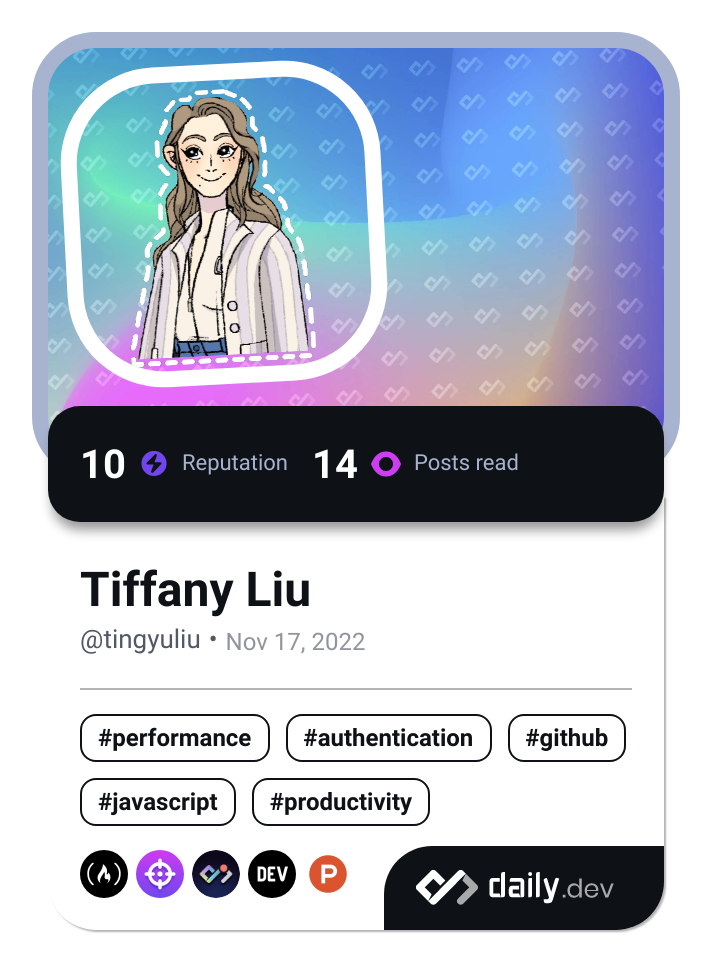 10 Reputation 14 Posts read
Tiffany Liu
@tingyuliu • Nov 17, 2022
#performance #authentication #github
#javascript #productivity
DEV P
daily.dev